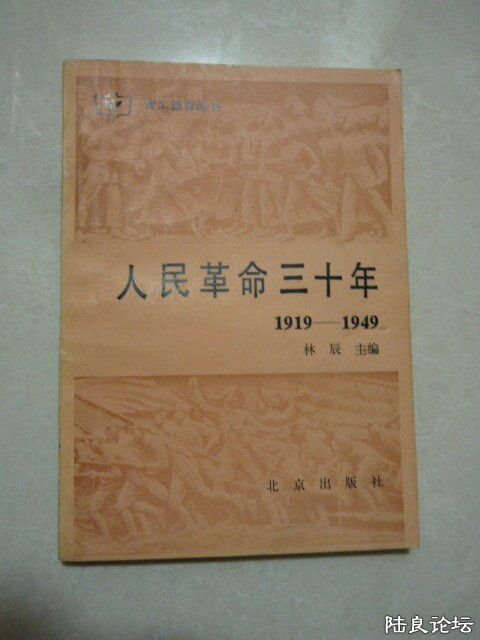 人民革命三十年
1919—1949
林辰 主编
北京出版社
陆良论坛